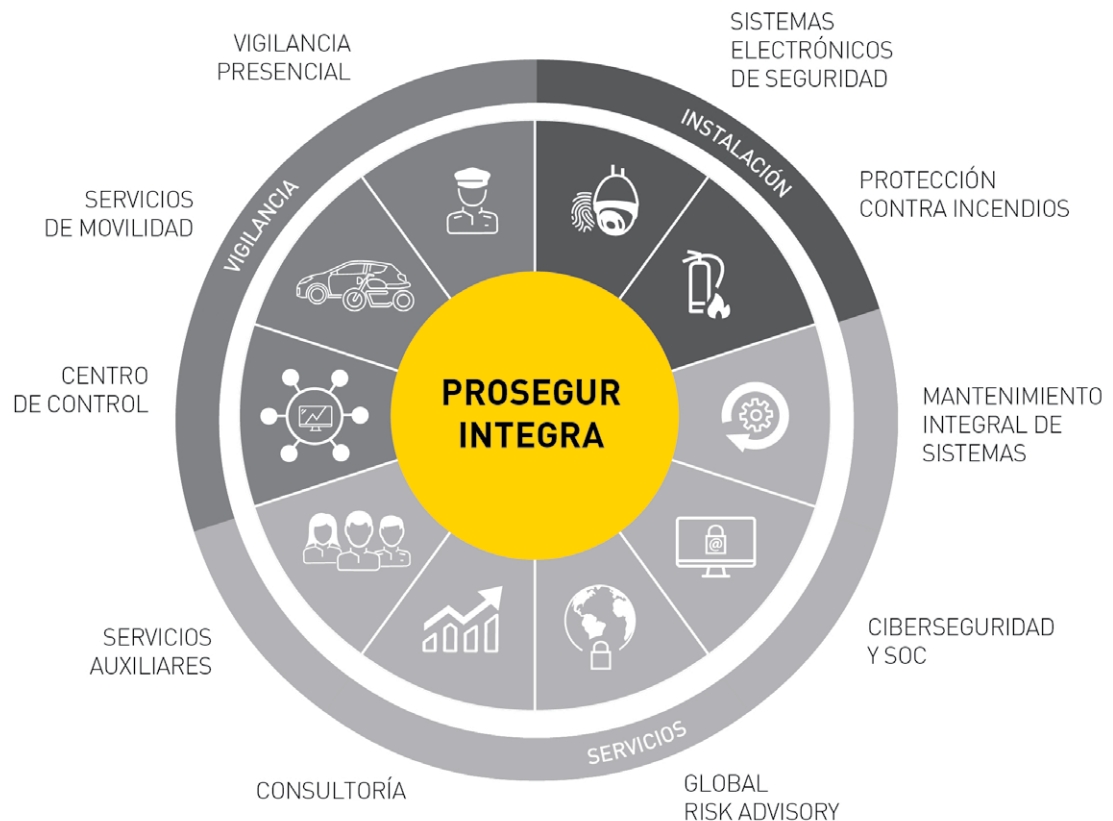 SISTEMAS
ELECTRÓNICOS
DE SEGURIDAD
VIGILANCIA
PRESENCIAL
INSTALACIÓN
PROTECCIÓN
CONTRA INCENDIOS
SERVICIOS
DE MOVILIDAD
VIGILANCIA
CENTRO
DE CONTROL
PROSEGUR
INTEGRA
MANTENIMIENTO
INTEGRAL DE
SISTEMAS
@
SERVICIOS
AUXILIARES
CIBERSEGURIDAD
Y SOC
SERVICIOS
CONSULTORÍA
GLOBAL
RISK ADVISORY